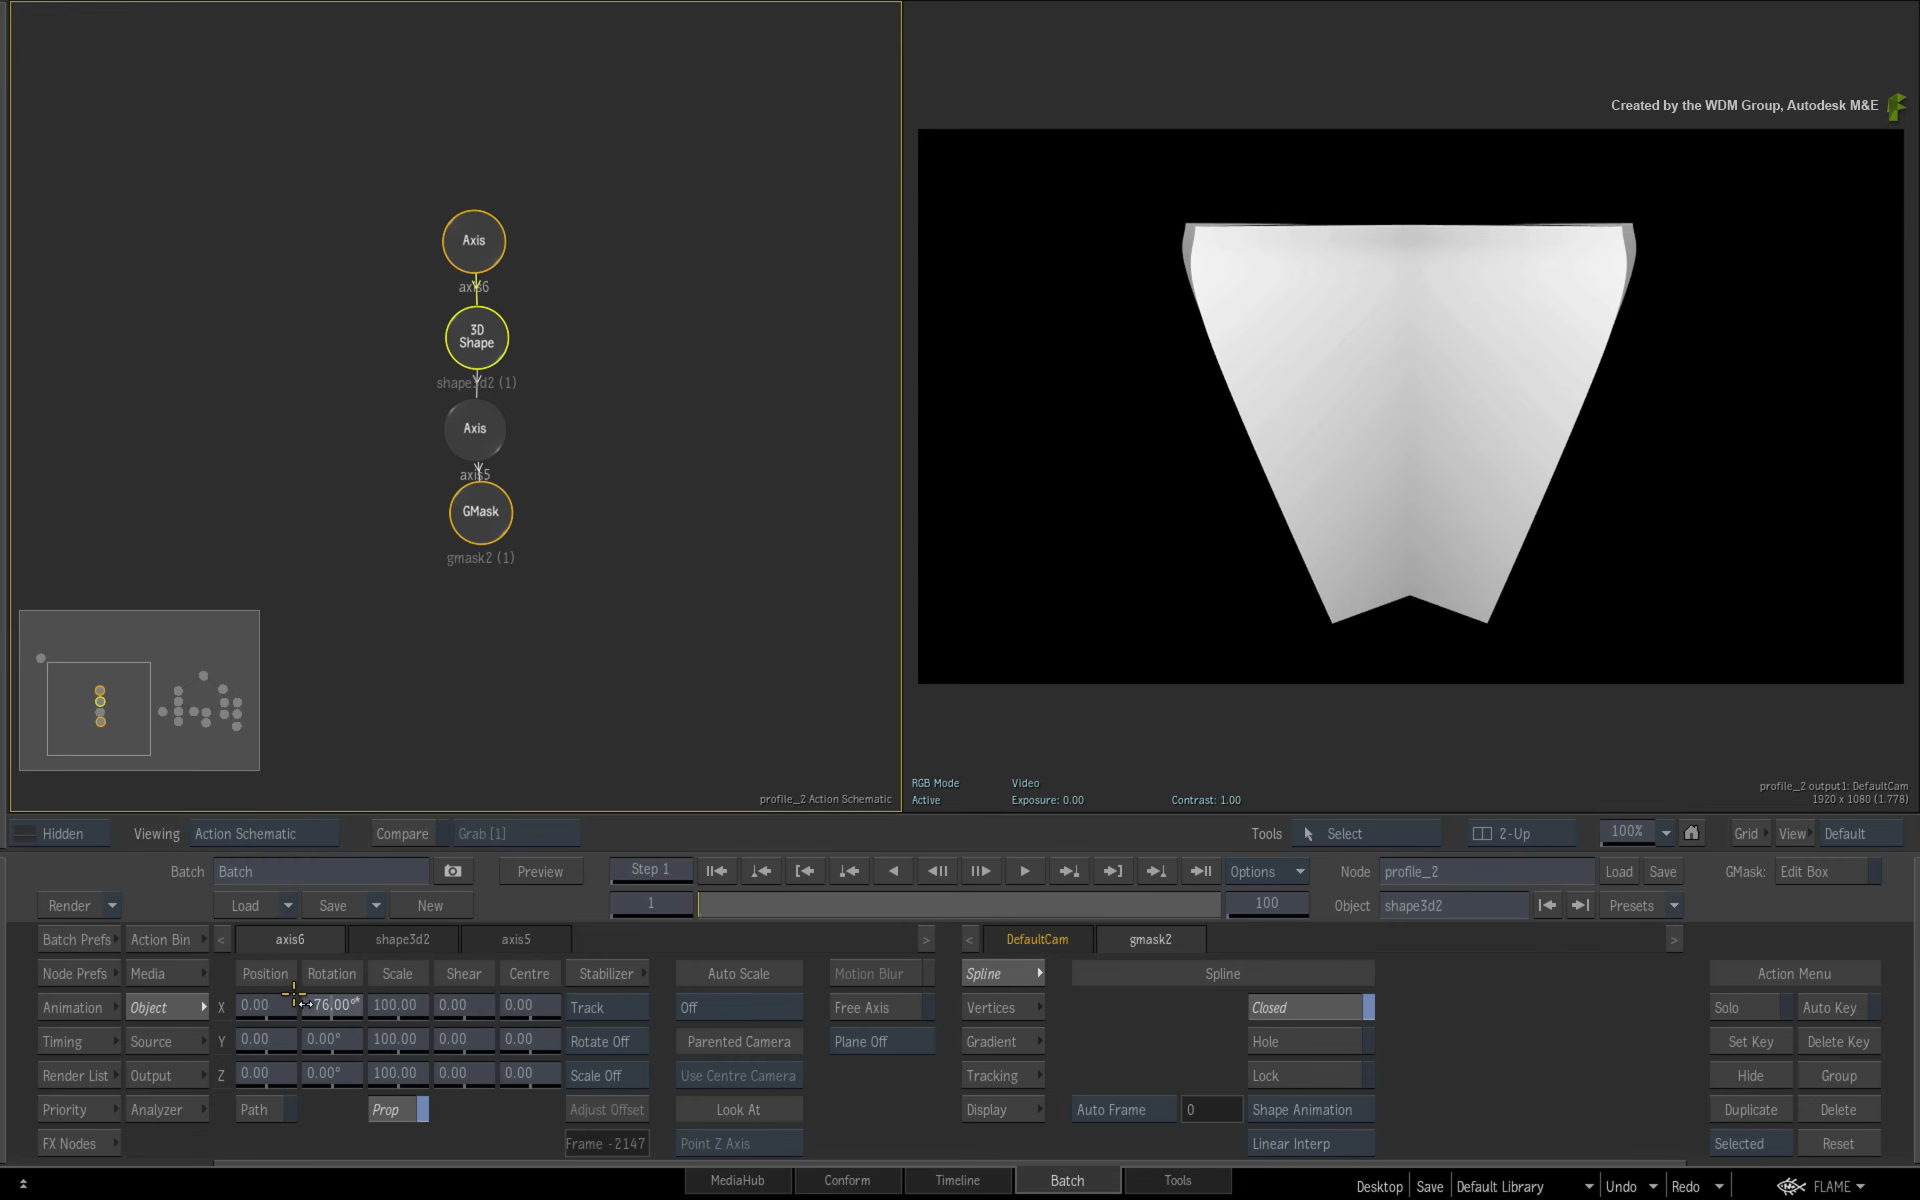 Created by the WDM Group, Autodesk M&E
Axis
axis6
3D
Shape
shape3d2 (1)
Axis
axis5
GMask
gmask2 (1)
profile_2 Action Schematic
RGB Mode
Video
Active
Exposure: 0.00
Contrast: 1.00
profile_2 output1: DefaultCam
1920 x 1080 (1.778)
Hidden
Viewing
Action Schematic
Compare
Grab [1]
Tools
Select
2-Up
100%
Grid
View
Default
Batch
Batch
Preview
Step 1
Options
Node
profile_2
Load
Save
GMask:
Edit Box
Render
Load
Save
New
1
100
Object
shape3d2
Presets
Batch Prefs
Action Bin
<
axis6
shape3d2
axis5
>
<
DefaultCam
gmask2
>
Node Prefs
Media
Position
Rotation
Scale
Shear
Centre
Stabilizer
Auto Scale
Motion Blur
Spline
Spline
Action Menu
Animation
Object
X
0.00
76.00°*
100.00
0.00
0.00
Track
Off
Free Axis
Vertices
Closed
Solo
Auto Key
Timing
Source
Y
0.00
0.00°
100.00
0.00
0.00
Rotate Off
Parented Camera
Plane Off
Gradient
Hole
Set Key
Delete Key
Render List
Output
Z
0.00
0.00°
100.00
0.00
0.00
Scale Off
Use Centre Camera
Tracking
Lock
Hide
Group
Priority
Analyzer
Path
Prop
Adjust Offset
Look At
Display
Auto Frame
0
Shape Animation
Duplicate
Delete
FX Nodes
Frame -2147
Point Z Axis
Linear Interp
Selected
Reset
MediaHub
Conform
Timeline
Batch
Tools
Desktop
Save
Default Library
Undo
Redo
FLAME